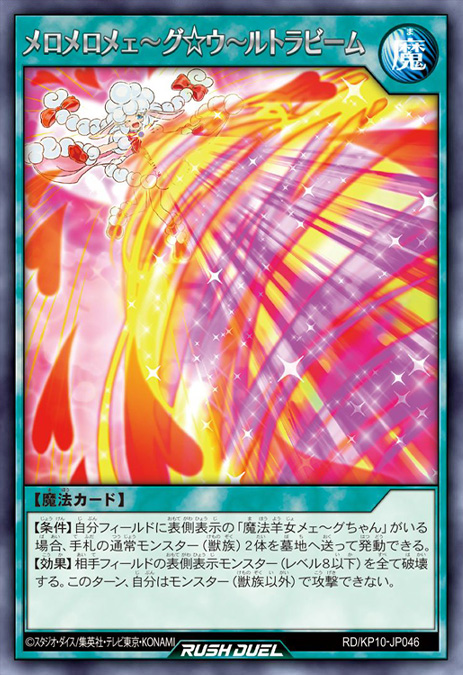 メロメロメェ～グ☆ウ～ルトラビーム
魔
ま
【魔法カード】
【条件】自分フィールドに表側表示の「魔法羊女メェ～グちゃん」がいる
場合、手札の通常モンスター（獣族）2体を墓地へ送って発動できる。
【効果】相手フィールドの表側表示モンスター（レベル8以下）を全て破壊
する。このターン、自分はモンスター（獣族以外）で攻撃できない。
©スタジオ・ダイス/集英社・テレビ東京・KONAMI
RUSH DUEL
RD/KP10-JP046